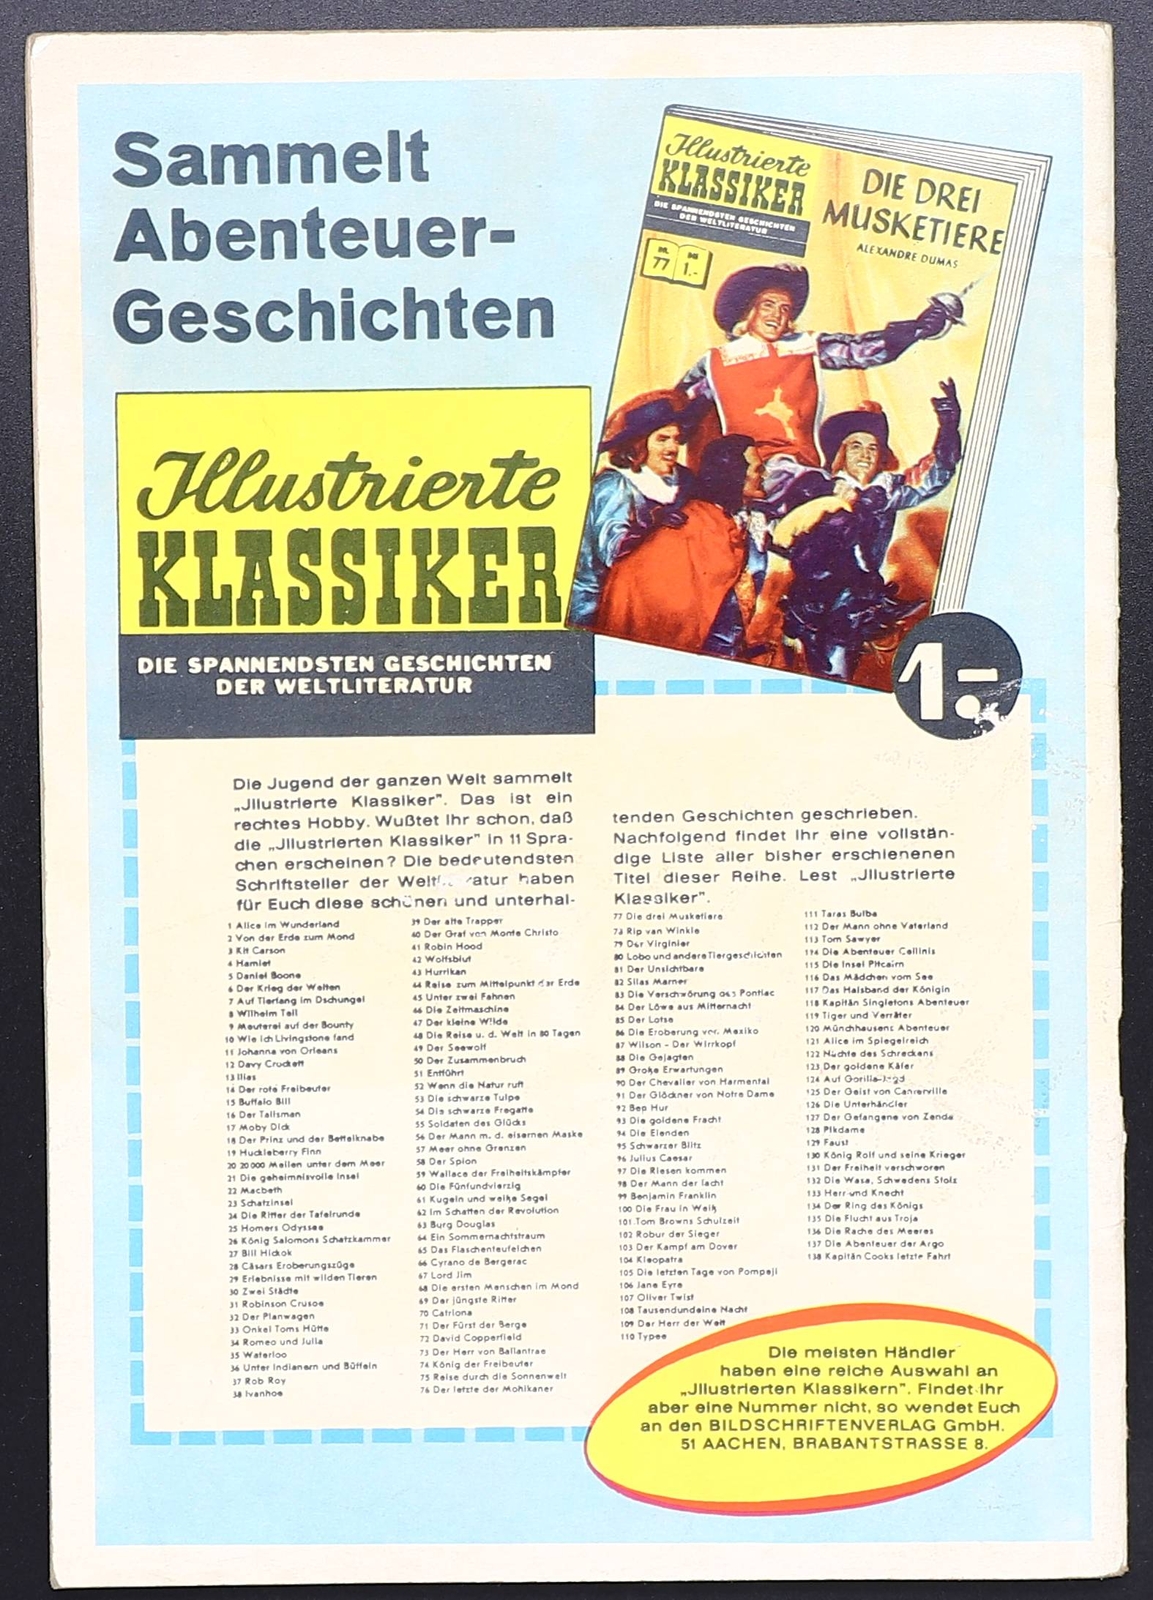 Sammelt
Abenteuer-
Geschichten
Jllustrierte
KLASSIKER
DIE SPANNENDSTEN GESCHICHTEN
DER WELTLITERATUR
DIE DREI
MUSKETIERE
ALEXANDRE DUMAS
NR.
77
DM
1.-
Jllustrierte
KLASSIKER
DIE SPANNENDSTEN GESCHICHTEN
DER WELTLITERATUR
1.-
Die Jugend der ganzen Welt sammelt
„Jllustrierte Klassiker". Das ist ein
rechtes Hobby. Wußtet Ihr schon, daß
die „Jllustrierten Klassiker" in 11 Spra-
chen erscheinen? Die bedeutendsten
Schriftsteller der Weltliteratur haben
für Euch diese schönen und unterhal-
tenden Geschichten geschrieben.
Nachfolgend findet Ihr eine vollstän-
dige Liste aller bisher erschienenen
Titel dieser Reihe. Lest „Jllustrierte
Klassiker".
1 Alice im Wunderland
2 Von der Erde zum Mond
3 Kit Carson
4 Hamlet
5 Daniel Boone
6 Der Krieg der Welten
7 Auf Tierfang im Dschungel
8 Wilhelm Tell
9 Meuterei auf der Bounty
10 Wie ich Livingstone fand
11 Johanna von Orleans
12 Davy Crockett
13 Ilias
14 Der rote Freibeuter
15 Buffalo Bill
16 Der Talisman
17 Moby Dick
18 Der Prinz und der Bettelknabe
19 Huckleberry Finn
20 20 000 Meilen unter dem Meer
21 Die geheimnisvolle Insel
22 Macbeth
23 Schatzinsel
24 Die Ritter der Tafelrunde
25 Homers Odyssee
26 König Salomons Schatzkammer
27 Bill Hickok
28 Cäsars Eroberungszüge
29 Erlebnisse mit wilden Tieren
30 Zwei Städte
31 Robinson Crusoe
32 Der Planwagen
33 Onkel Toms Hütte
34 Romeo und Julia
35 Waterloo
36 Unter Indianern und Büffeln
37 Rob Roy
38 Ivanhoe
39 Der alte Trapper
40 Der Graf von Monte Christo
41 Robin Hood
42 Wolfsblut
43 Hurrikan
44 Reise zum Mittelpunkt der Erde
45 Unter zwei Fahnen
46 Die Zeitmaschine
47 Der kleine Wilde
48 Die Reise u. d. Welt in 80 Tagen
49 Der Seewolf
50 Der Zusammenbruch
51 Entführt
52 Wenn die Natur ruft
53 Die schwarze Tulpe
54 Die schwarze Fregatte
55 Soldaten des Glücks
56 Der Mann m. d. eisernen Maske
57 Meer ohne Grenzen
58 Der Spion
59 Wallace der Freiheitskämpfer
60 Die Fünfundvierzig
61 Kugeln und weiße Segel
62 Im Schatten der Revolution
63 Burg Douglas
64 Ein Sommernachtstraum
65 Das Flaschenteufelchen
66 Cyrano de Bergerac
67 Lord Jim
68 Die ersten Menschen im Mond
69 Der jüngste Ritter
70 Catriona
71 Der Fürst der Berge
72 David Copperfield
73 Der Herr von Ballantrae
74 König der Freibeuter
75 Reise durch die Sonnenwelt
76 Der letzte der Mohikaner
77 Die drei Musketiere
78 Rip van Winkle
79 Der Virginier
80 Lobo und andere Tiergeschichten
81 Der Unsichtbare
82 Silas Marner
83 Die Verschwörung des Pontiac
84 Der Löwe aus Mitternacht
85 Der Lotse
86 Die Eroberung von Mexiko
87 Wilson - Der Wirrkopf
88 Die Gejagten
89 Große Erwartungen
90 Der Chevalier von Harmental
91 Der Glöckner von Notre Dame
92 Ben Hur
93 Die goldene Fracht
94 Die Elenden
95 Schwarzer Blitz
96 Julius Caesar
97 Die Riesen kommen
98 Der Mann der lacht
99 Benjamin Franklin
100 Die Frau in Weiß
101 Tom Browns Schulzeit
102 Robur der Sieger
103 Der Kampf am Dover
104 Kleopatra
105 Die letzten Tage von Pompeji
106 Jane Eyre
107 Oliver Twist
108 Tausendundeine Nacht
109 Der Herr der Welt
110 Typee
111 Taras Bulba
112 Der Mann ohne Vaterland
113 Tom Sawyer
114 Die Abenteuer Cellinis
115 Die Insel Pitcairn
116 Das Mädchen vom See
117 Das Halsband der Königin
118 Kapitän Singletons Abenteuer
119 Tiger und Verräter
120 Münchhausens Abenteuer
121 Alice im Spiegelreich
122 Nächte des Schreckens
123 Der goldene Käfer
124 Auf Gorilla-Jagd
125 Der Geist von Canterville
126 Die Unterhändler
127 Der Gefangene von Zenda
128 Pikdame
129 Faust
130 König Rolf und seine Krieger
131 Der Freiheit verschworen
132 Die Wasa, Schwedens Stolz
133 Herr und Knecht
134 Der Ring des Königs
135 Die Flucht aus Troja
136 Die Rache des Meeres
137 Die Abenteuer der Argo
138 Kapitän Cooks letzte Fahrt
Die meisten Händler
haben eine reiche Auswahl an
„Jllustrierten Klassikern". Findet Ihr
aber eine Nummer nicht, so wendet Euch
an den BILDSCHRIFTENVERLAG GmbH.
51 AACHEN, BRABANTSTRASSE 8.